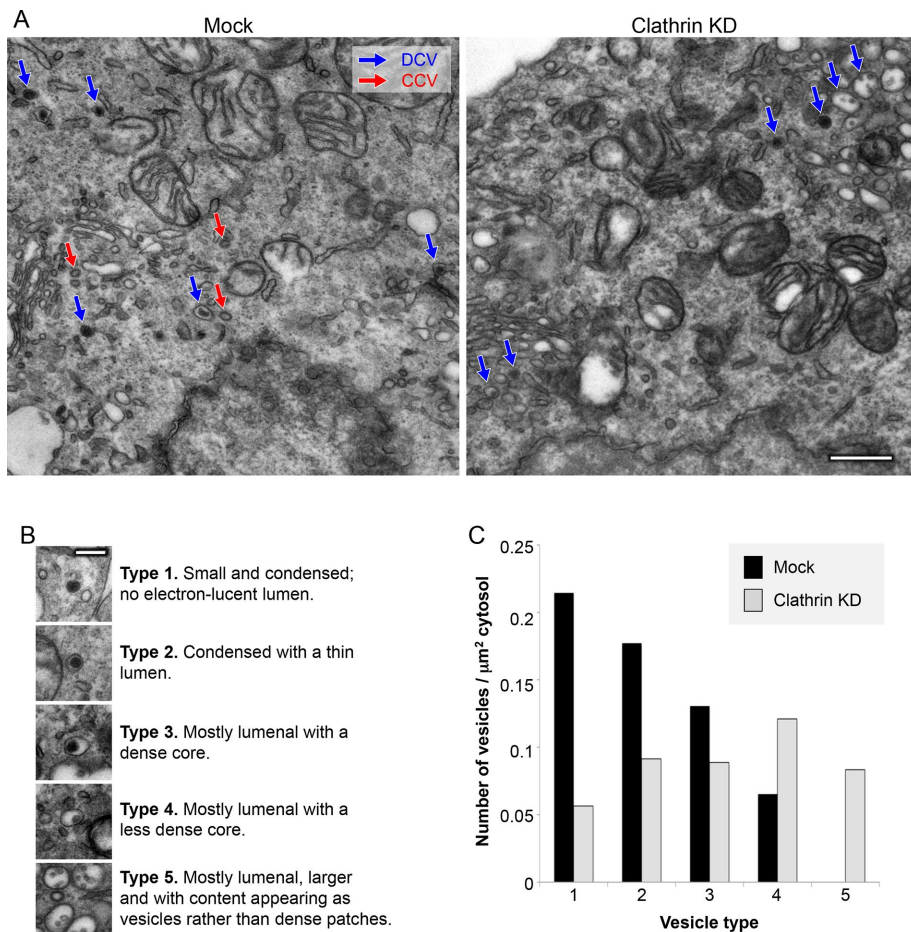 A
Mock
Clathrin KD
DCV
CCV
B
Type 1. Small and condensed;
no electron-lucent lumen.
Type 2. Condensed with a thin
lumen.
Type 3. Mostly lumenal with a
dense core.
Type 4. Mostly lumenal with a
less dense core.
Type 5. Mostly lumenal, larger
and with content appearing as
vesicles rather than dense patches.
C
Number of vesicles / μm² cytosol
0.25
0.2
0.15
0.1
0.05
0
Mock
Clathrin KD
1 2 3 4 5
Vesicle type